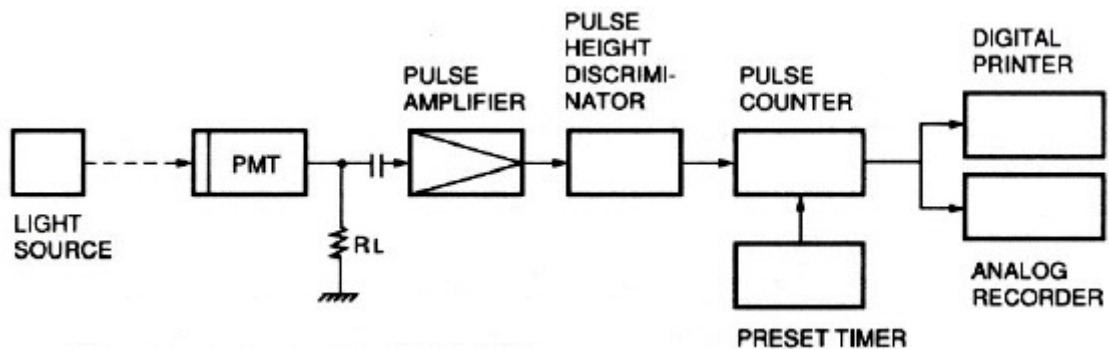 LIGHT
SOURCE
PMT
RL
PULSE
AMPLIFIER
PULSE
HEIGHT
DISCRIMI-
NATOR
PULSE
COUNTER
PRESET TIMER
DIGITAL
PRINTER
ANALOG
RECORDER